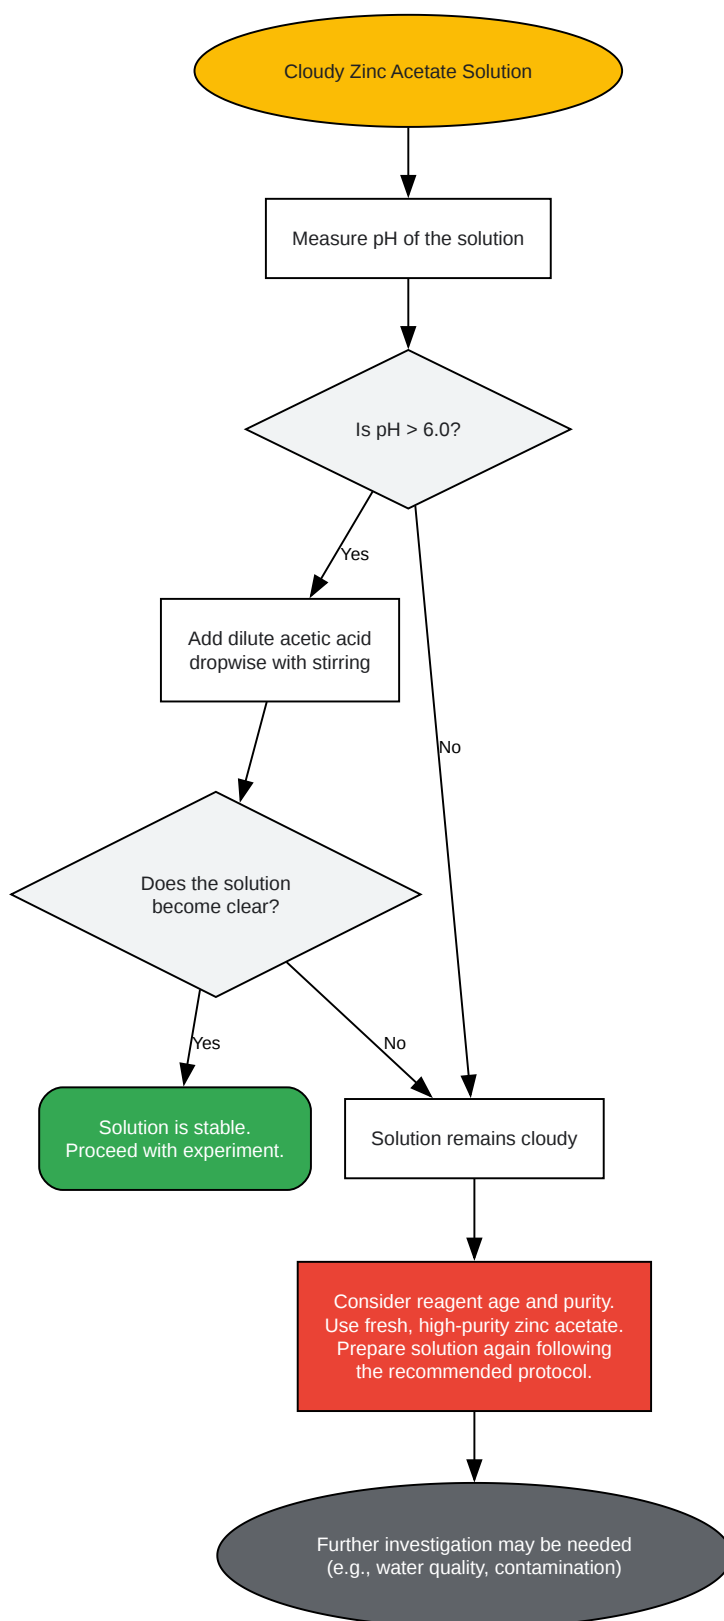 Cloudy Zinc Acetate Solution
Measure pH of the solution
Is pH > 6.0?
Yes
Add dilute acetic acid
dropwise with stirring
No
Does the solution
become clear?
Yes
No
Solution is stable.
Proceed with experiment.
Solution remains cloudy
Consider reagent age and purity.
Use fresh, high-purity zinc acetate.
Prepare solution again following
the recommended protocol.
Further investigation may be needed
(e.g., water quality, contamination)